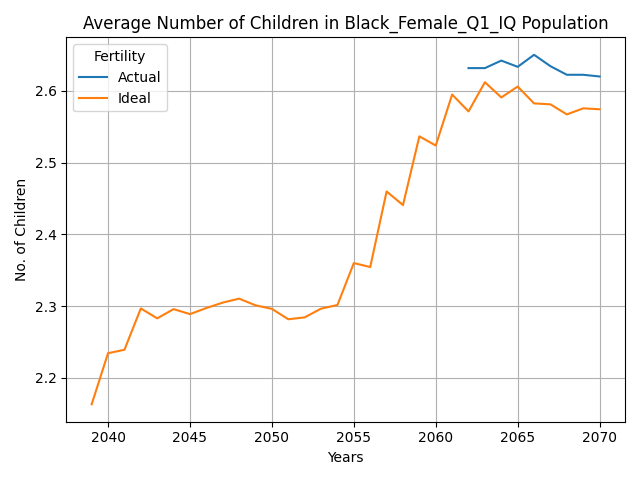 Average Number of Children in Black_Female_Q1_IQ Population
Fertility
Actual
Ideal
No. of Children
2.6
2.5
2.4
2.3
2.2
2040 2045 2050 2055 2060 2065 2070
Years